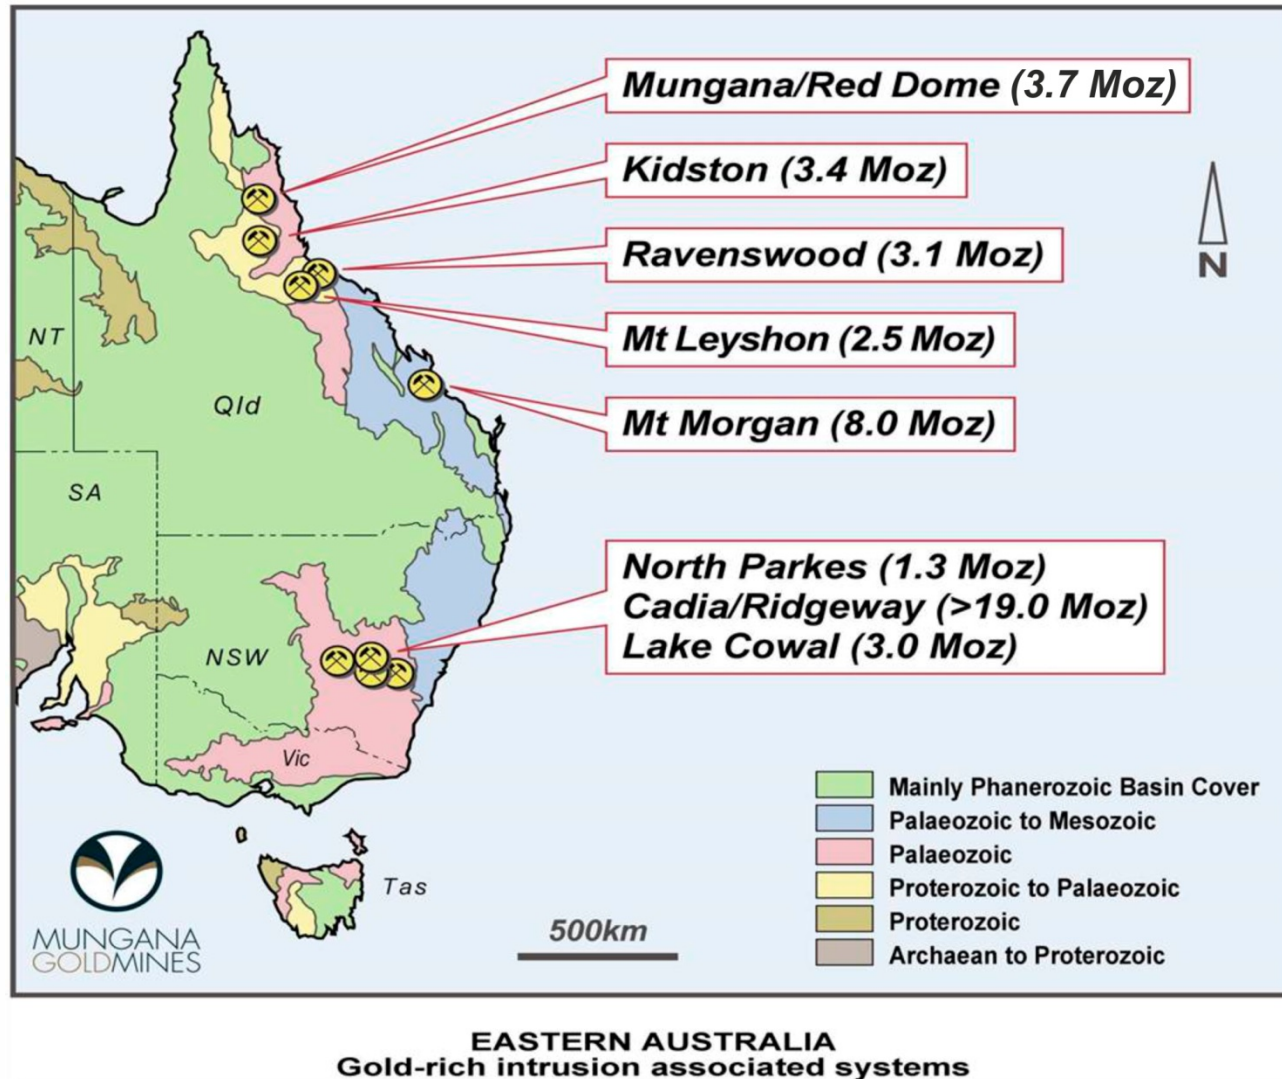 Mungana/Red Dome (3.7 Moz)
Kidston (3.4 Moz)
Ravenswood (3.1 Moz)
Mt Leyshon (2.5 Moz)
Mt Morgan (8.0 Moz)
North Parkes (1.3 Moz)
Cadia/Ridgeway (>19.0 Moz)
Lake Cowal (3.0 Moz)
N
NT
Qld
SA
NSW
Vic
Tas
Mainly Phanerozoic Basin Cover
Palaeozoic to Mesozoic
Palaeozoic
Proterozoic to Palaeozoic
Proterozoic
Archaean to Proterozoic
500km
MUNGANA
GOLDMINES
EASTERN AUSTRALIA
Gold-rich intrusion associated systems